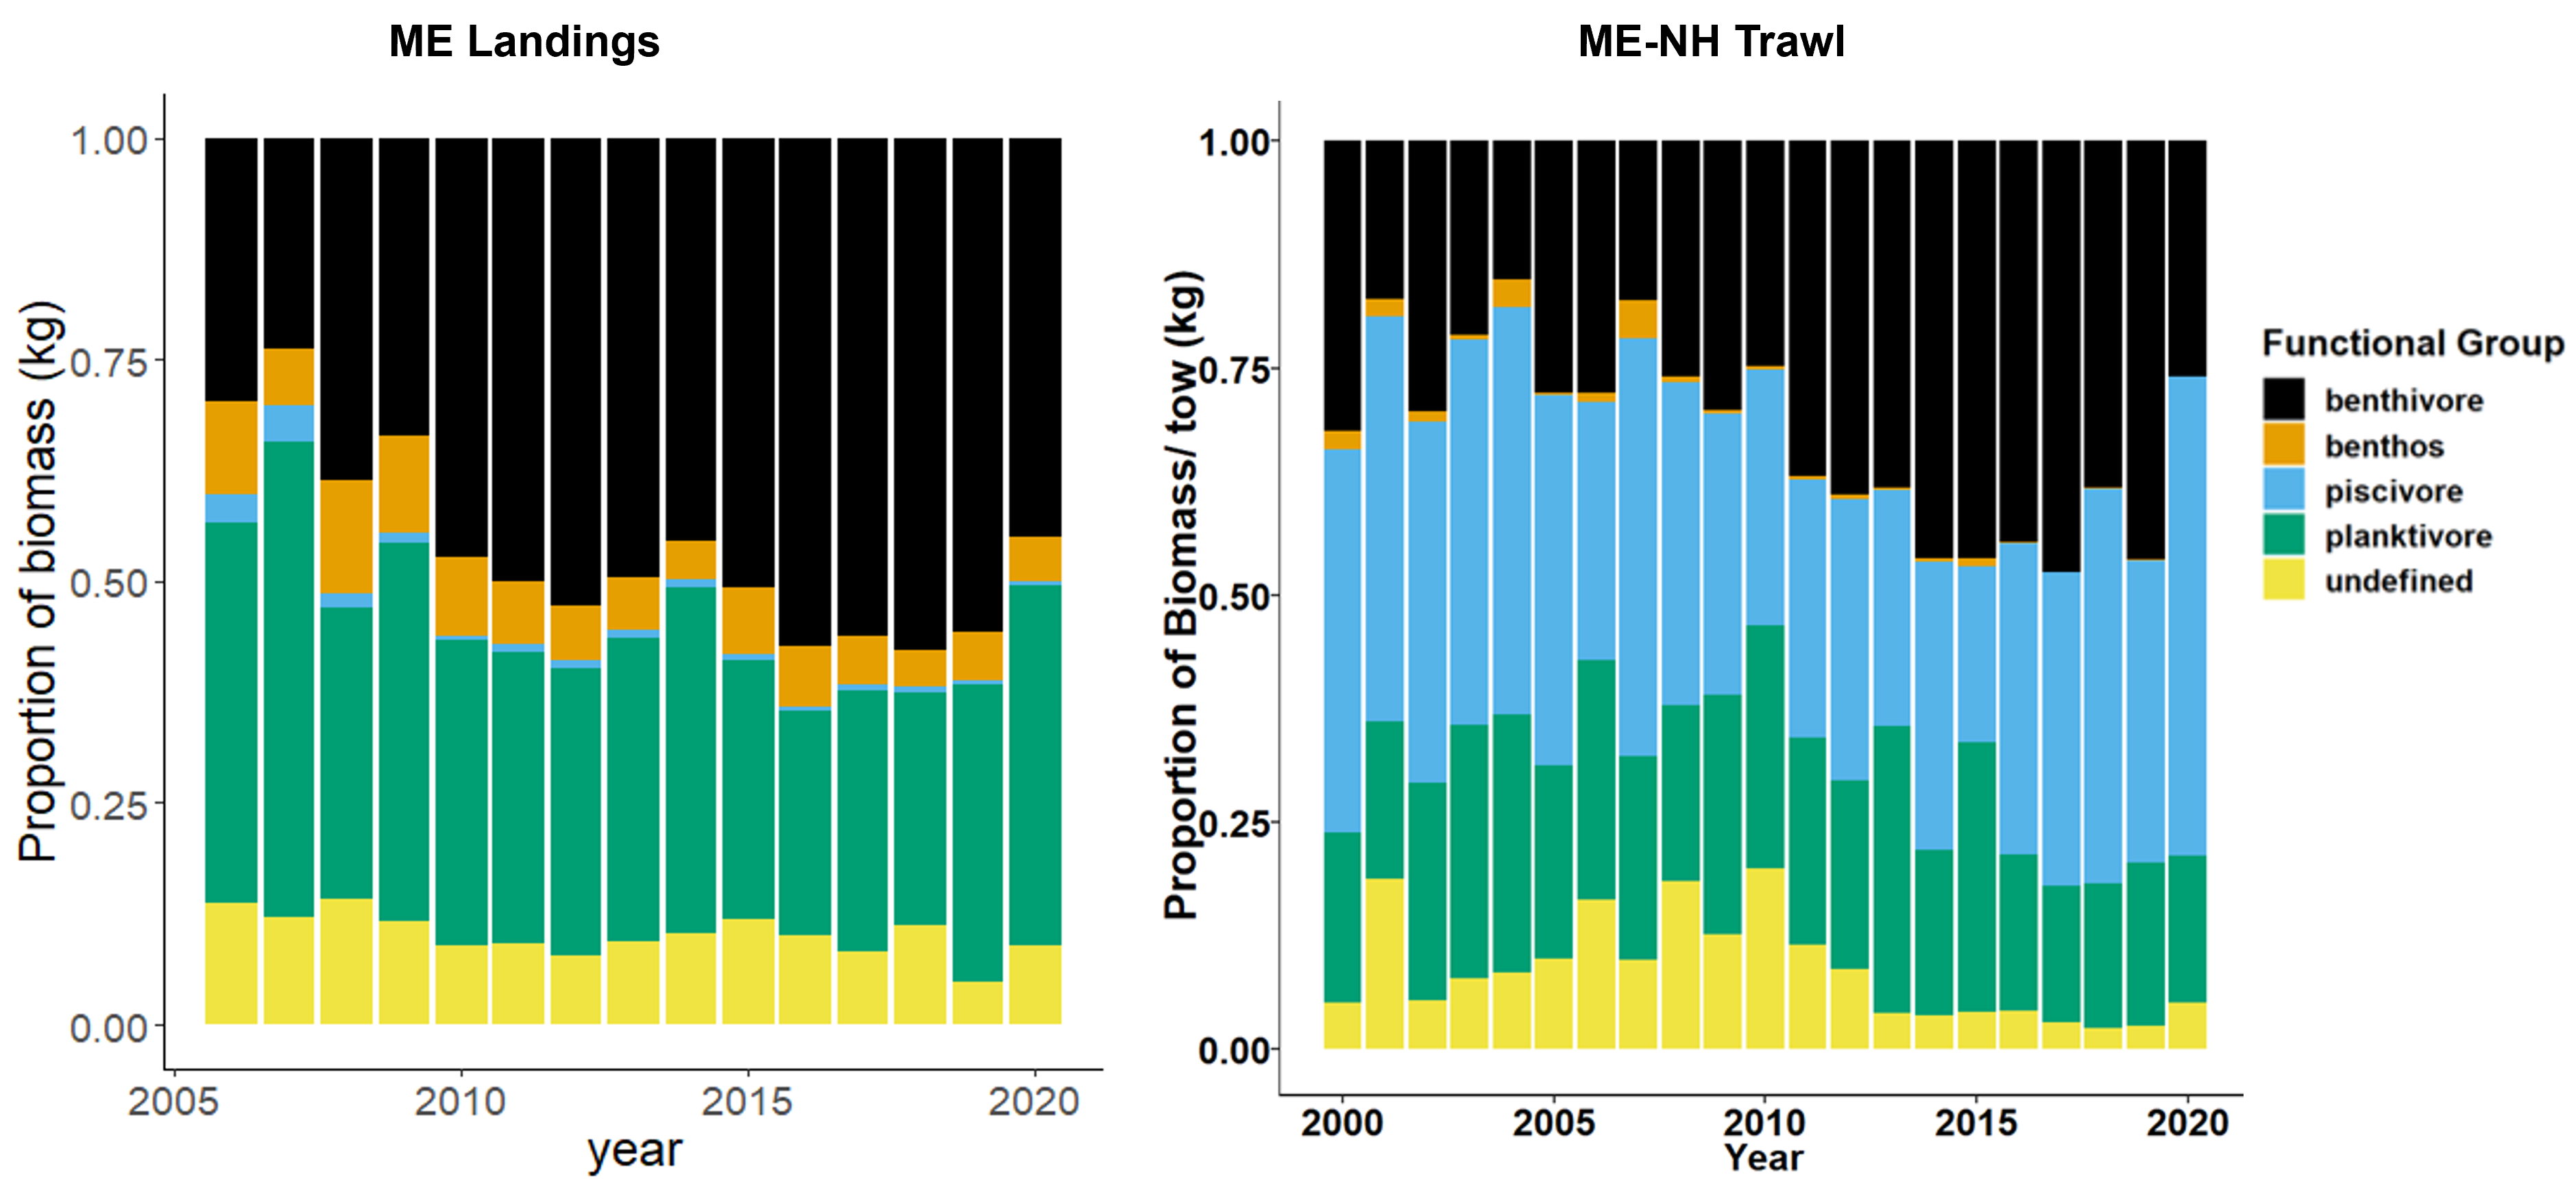 ME Landings
Proportion of biomass (kg)
1.00
0.75
0.50
0.25
0.00
2005 2010 2015 2020
year
ME-NH Trawl
Proportion of Biomass/ tow (kg)
1.00
0.75
0.50
0.25
0.00
2000 2005 2010 2015 2020
Year
Functional Group
benthivore
benthos
piscivore
planktivore
undefined